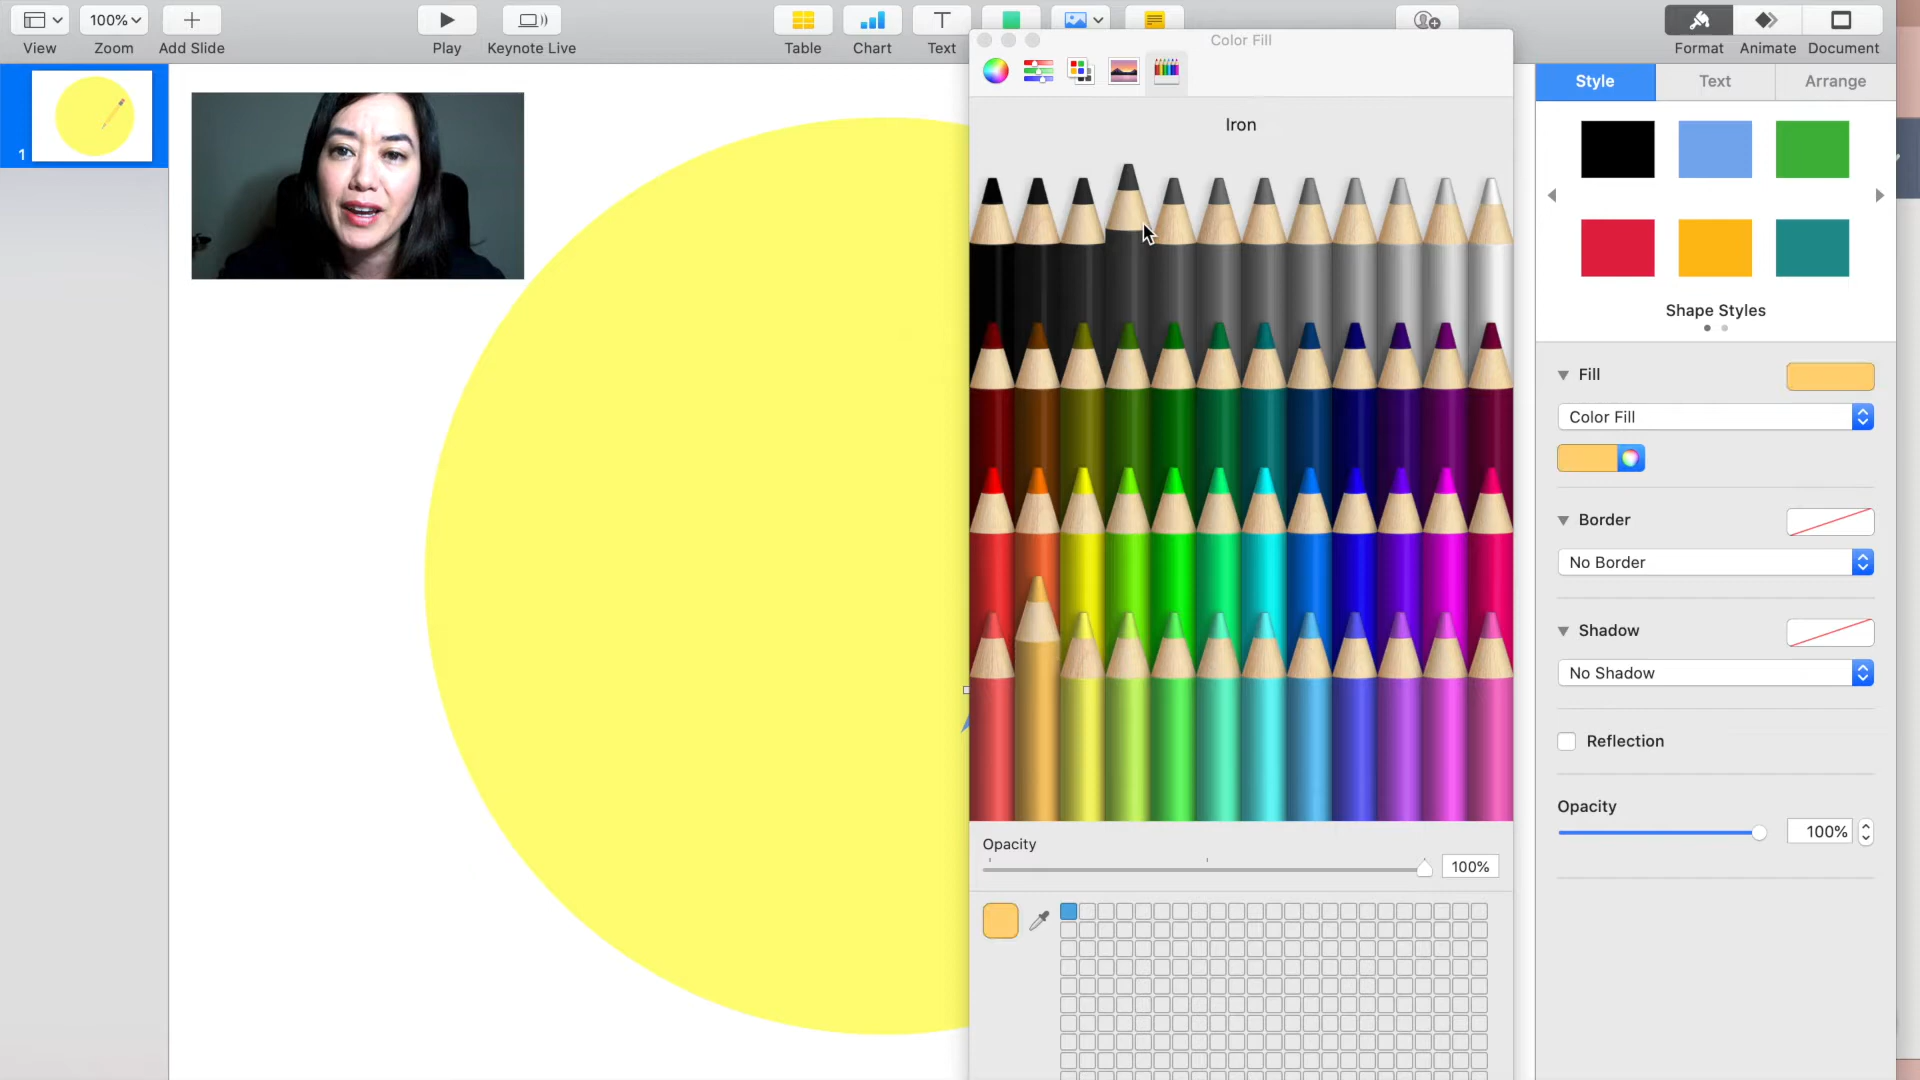 View
100%
Zoom
Add Slide
Play
Keynote Live
Table
Chart
Text
Format
Animate
Document
1
Color Fill
Iron
Opacity
100%
Style
Text
Arrange
Shape Styles
Fill
Color Fill
Border
No Border
Shadow
No Shadow
Reflection
Opacity
100%